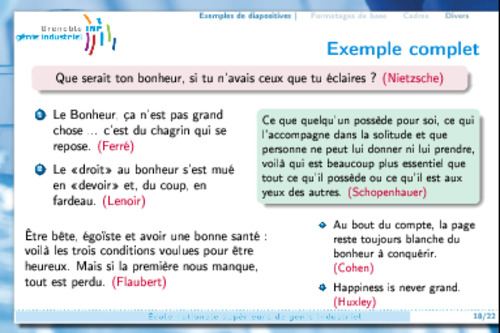 Exemples de diapositives | Formatages de base Cadres Divers
Grenoble INP
génie industriel
Exemple complet
Que serait ton bonheur, si tu n'avais ceux que tu éclaires ? (Nietzsche)
1 Le Bonheur, ça n'est pas grand
chose ... c'est du chagrin qui se
repose. (Ferré)
2 Le «droit» au bonheur s'est mué
en «devoir» et, du coup, en
fardeau. (Lenoir)
Ce que quelqu'un possède pour soi, ce qui
l'accompagne dans la solitude et que
personne ne peut lui donner ni lui prendre,
voilà qui est beaucoup plus essentiel que
tout ce qu'il possède ou ce qu'il est aux
yeux des autres. (Schopenhauer)
Être bête, égoïste et avoir une bonne santé :
voilà les trois conditions voulues pour être
heureux. Mais si la première nous manque,
tout est perdu. (Flaubert)
Au bout du compte, la page
reste toujours blanche du
bonheur à conquérir.
(Cohen)
Happiness is never grand.
(Huxley)
École nationale supérieure de génie industriel
18/22